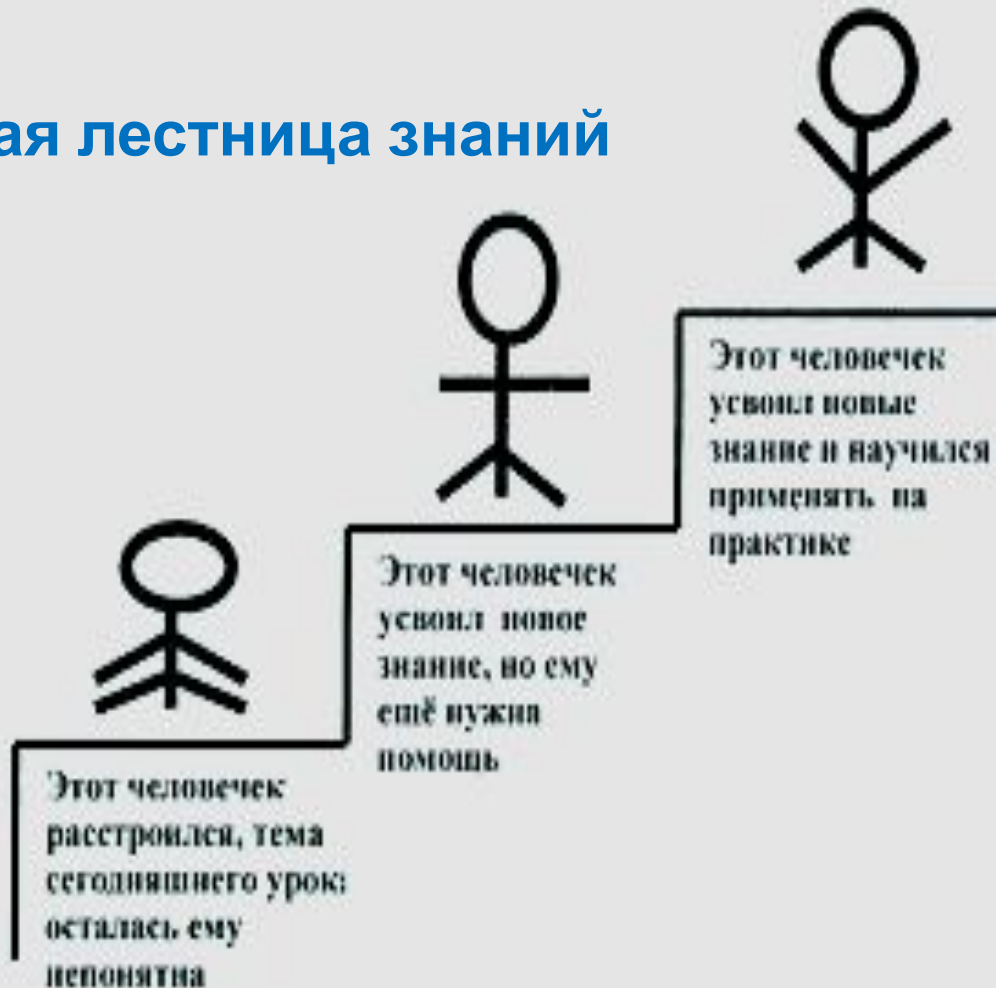 ая лестница знаний
Этот человечек
усвоил новые
знание и научился
применять на
практике
Этот человечек
усвоил новое
знание, но ему
ещё нужна
помощь
Этот человечек
расстроился, тема
сегодняшнего урок
осталась ему
непонятна